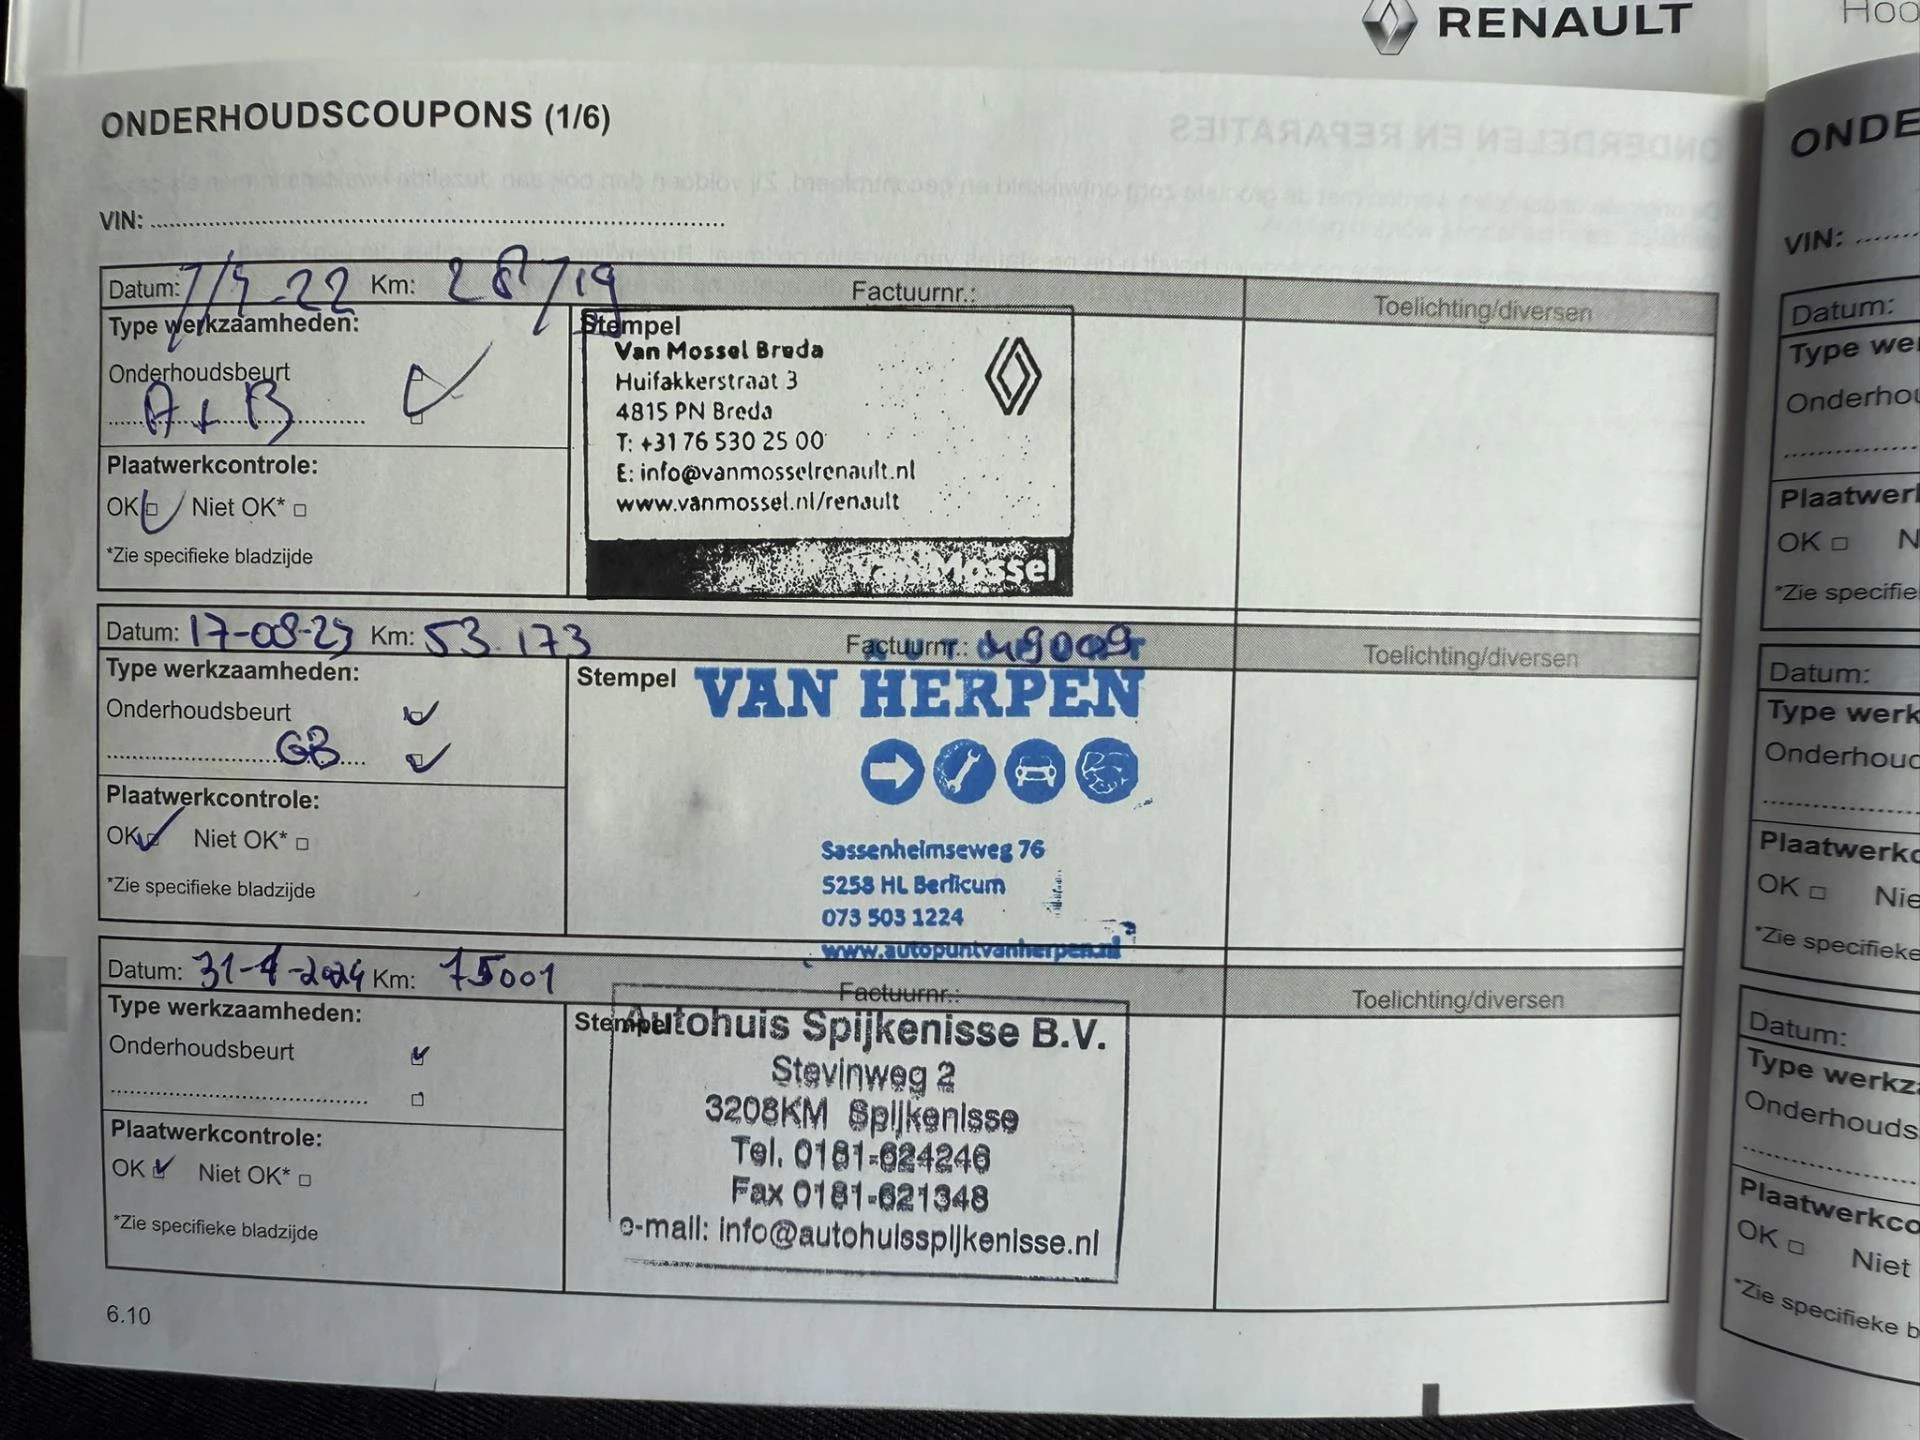 RENAULT
Hoo
ONDERHOUDSCOUPONS (1/6)
VIN:
Datum: Km: 28719 Factuurnr.: Toelichting/diversen
Type werkzaamheden:
Onderhoudsbeurt
A + B
Plaatwerkcontrole:
OK Niet OK*
*Zie specifieke bladzijde
Stempel
Van Mossel Breda
Huifakkerstraat 3
4815 PN Breda
T: +31 76 530 25 00
E: info@vanmosselrenault.nl
www.vanmossel.nl/renault
Van Mossel
Datum: 17-08-23 Km: 53.173 Factuurnr.: Toelichting/diversen
Type werkzaamheden:
Onderhoudsbeurt
GB
Plaatwerkcontrole:
OK Niet OK*
*Zie specifieke bladzijde
Stempel
VAN HERPEN
Sassenheimseweg 76
5258 HL Berlicum
073 503 1224
www.autopuntvanherpen.nl
Datum: 31-4-2024 Km: 75001 Factuurnr.: Toelichting/diversen
Type werkzaamheden:
Onderhoudsbeurt
Plaatwerkcontrole:
OK Niet OK*
*Zie specifieke bladzijde
Stempel
Autohuis Spijkenisse B.V.
Stevinweg 2
3208KM Spijkenisse
Tel. 0181-624246
Fax 0181-621348
e-mail: info@autohuisspijkenisse.nl
6.10
ONDE
VIN:
Datum:
Type we
Onderhou
Plaatwerk
OK N
*Zie specifie
Datum:
Type werk
Onderhoud
Plaatwerkc
OK Nie
*Zie specifieke
Datum:
Type werkza
Onderhouds
Plaatwerkco
OK Niet
*Zie specifieke b